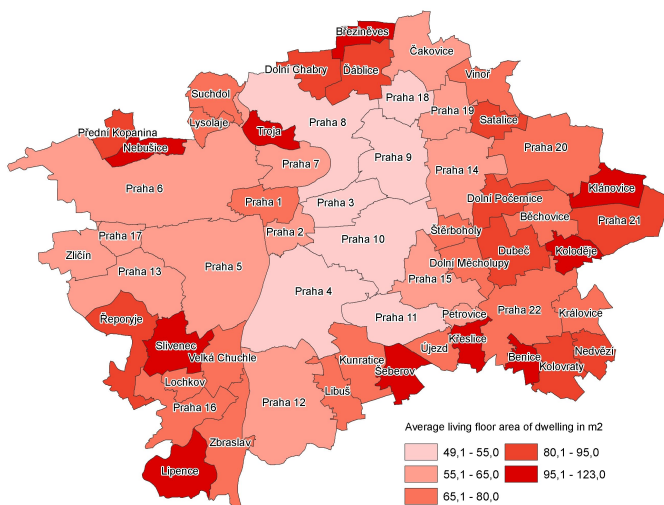 Březiněves
Čakovice
Dolní Chabry
Ďáblice
Vinoř
Suchdol
Praha 18
Praha 8
Praha 19
Lysolaje
Satalice
Přední Kopanina
Troja
Nebušice
Praha 20
Praha 9
Praha 7
Praha 14
Praha 6
Klánovice
Dolní Počernice
Praha 1
Praha 3
Běchovice
Praha 21
Štěrboholy
Praha 2
Praha 17
Praha 10
Dubeč
Koloděje
Zličín
Dolní Měcholupy
Praha 5
Praha 13
Praha 15
Praha 4
Praha 22
Královice
Petrovice
Praha 11
Řeporyje
Slivenec
Křeslice
Újezd
Nedvězí
Velká Chuchle
Kunratice
Benice
Kolovraty
Šeberov
Lochkov
Libuš
Praha 12
Praha 16
Zbraslav
Lipence
Average living floor area of dwelling in m2
49,1 - 55,0
80,1 - 95,0
55,1 - 65,0
95,1 - 123,0
65,1 - 80,0